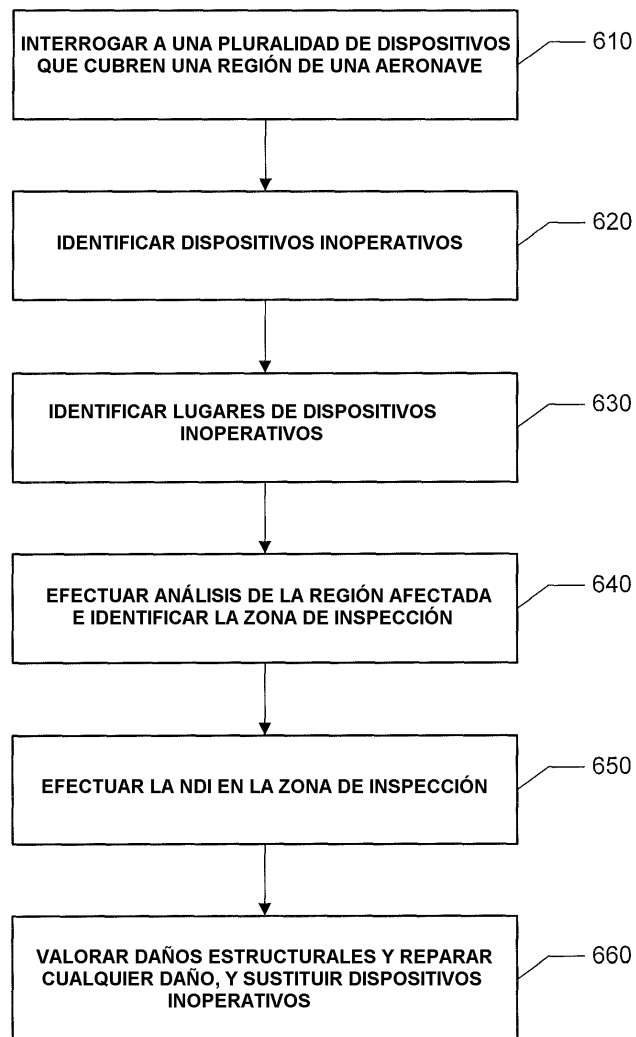 INTERROGAR A UNA PLURALIDAD DE DISPOSITIVOS
QUE CUBREN UNA REGIÓN DE UNA AERONAVE
610
IDENTIFICAR DISPOSITIVOS INOPERATIVOS
620
IDENTIFICAR LUGARES DE DISPOSITIVOS
INOPERATIVOS
630
EFECTUAR ANÁLISIS DE LA REGIÓN AFECTADA
E IDENTIFICAR LA ZONA DE INSPECCIÓN
640
EFECTUAR LA NDI EN LA ZONA DE INSPECCIÓN
650
VALORAR DAÑOS ESTRUCTURALES Y REPARAR
CUALQUIER DAÑO, Y SUSTITUIR DISPOSITIVOS
INOPERATIVOS
660